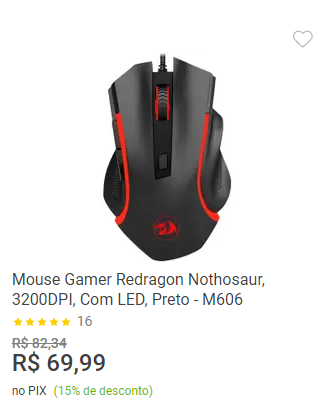 Mouse Gamer Redragon Nothosaur,
3200DPI, Com LED, Preto - M606
16
R$ 82,34
R$ 69,99
no PIX (15% de desconto)